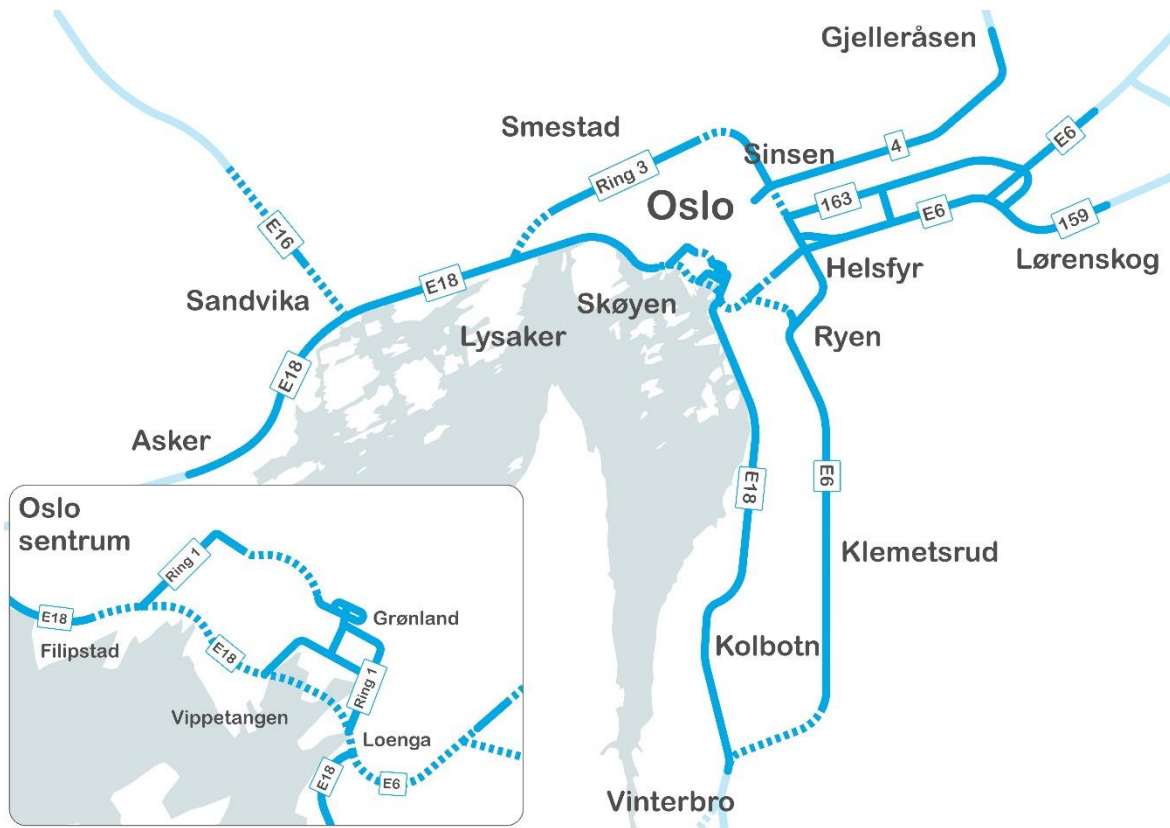 Gjelleråsen
Smestad
E6
4
Sinsen
Ring 3
Oslo
163
E6
159
E16
Helsfyr
Lørenskog
E18
Sandvika
Skøyen
Lysaker
Ryen
E18
Asker
E6
E18
Oslo
sentrum
Klemetsrud
Ring 1
E18
Grønland
Filipstad
E18
Kolbotn
Ring 1
Vippetangen
Loenga
E18
E6
Vinterbro